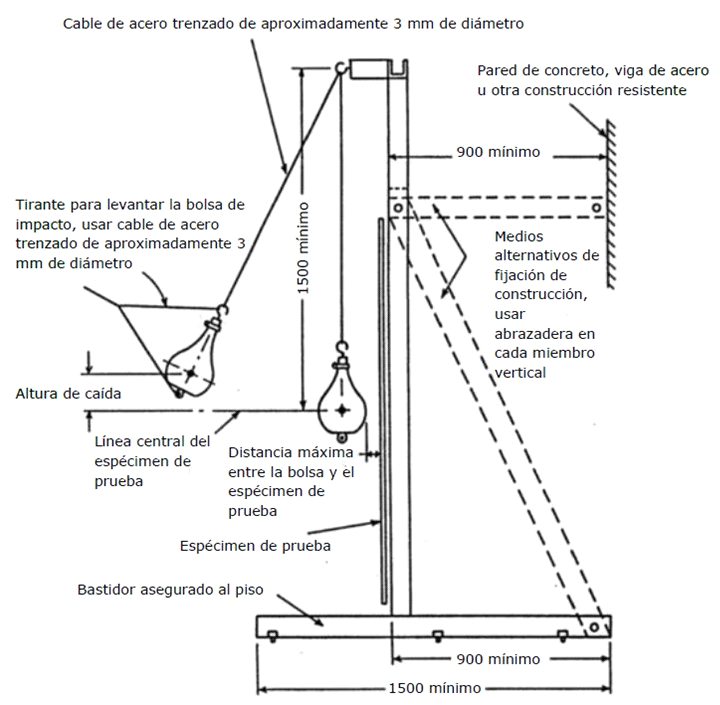 Cable de acero trenzado de aproximadamente 3 mm de diámetro
Pared de concreto, viga de acero
u otra construcción resistente
900 mínimo
Tirante para levantar la bolsa de
impacto, usar cable de acero
trenzado de aproximadamente 3
mm de diámetro
1500 mínimo
Medios
alternativos de
fijación de
construcción,
usar
abrazadera en
cada miembro
vertical
Altura de caída
Línea central del
espécimen de
prueba
Distancia máxima
entre la bolsa y el
espécimen de
prueba
Espécimen de prueba
Bastidor asegurado al piso
900 mínimo
1500 mínimo